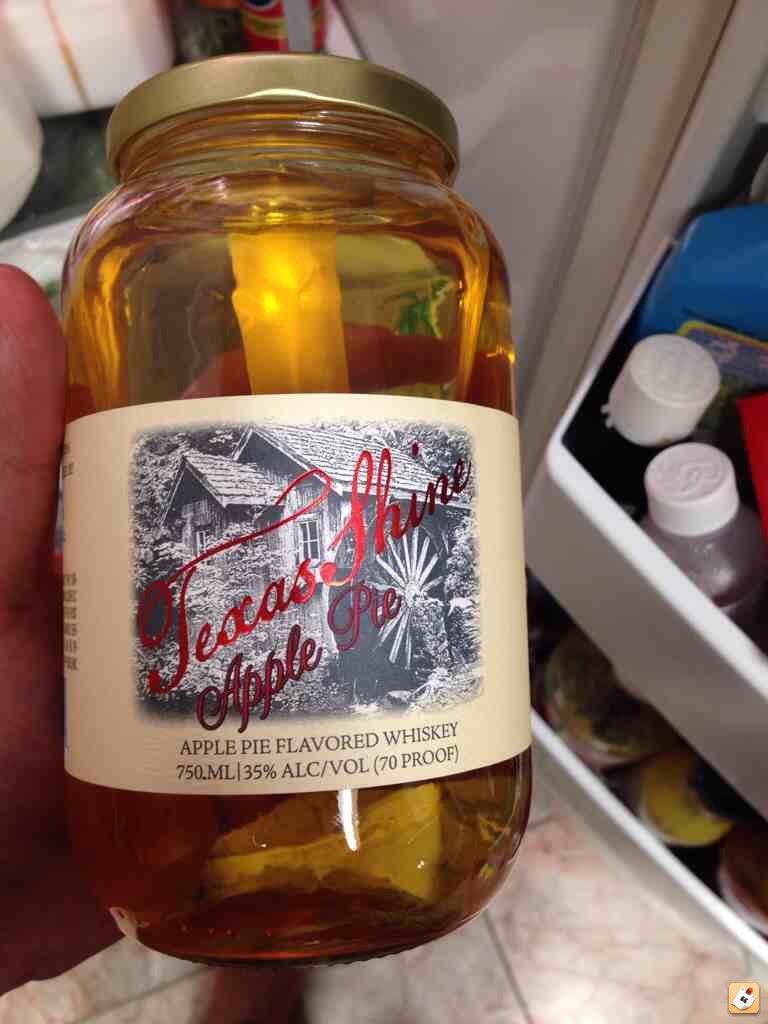 Texas Shine
Apple Pie
APPLE PIE FLAVORED WHISKEY
750 ML|35% ALC/VOL (70 PROOF)